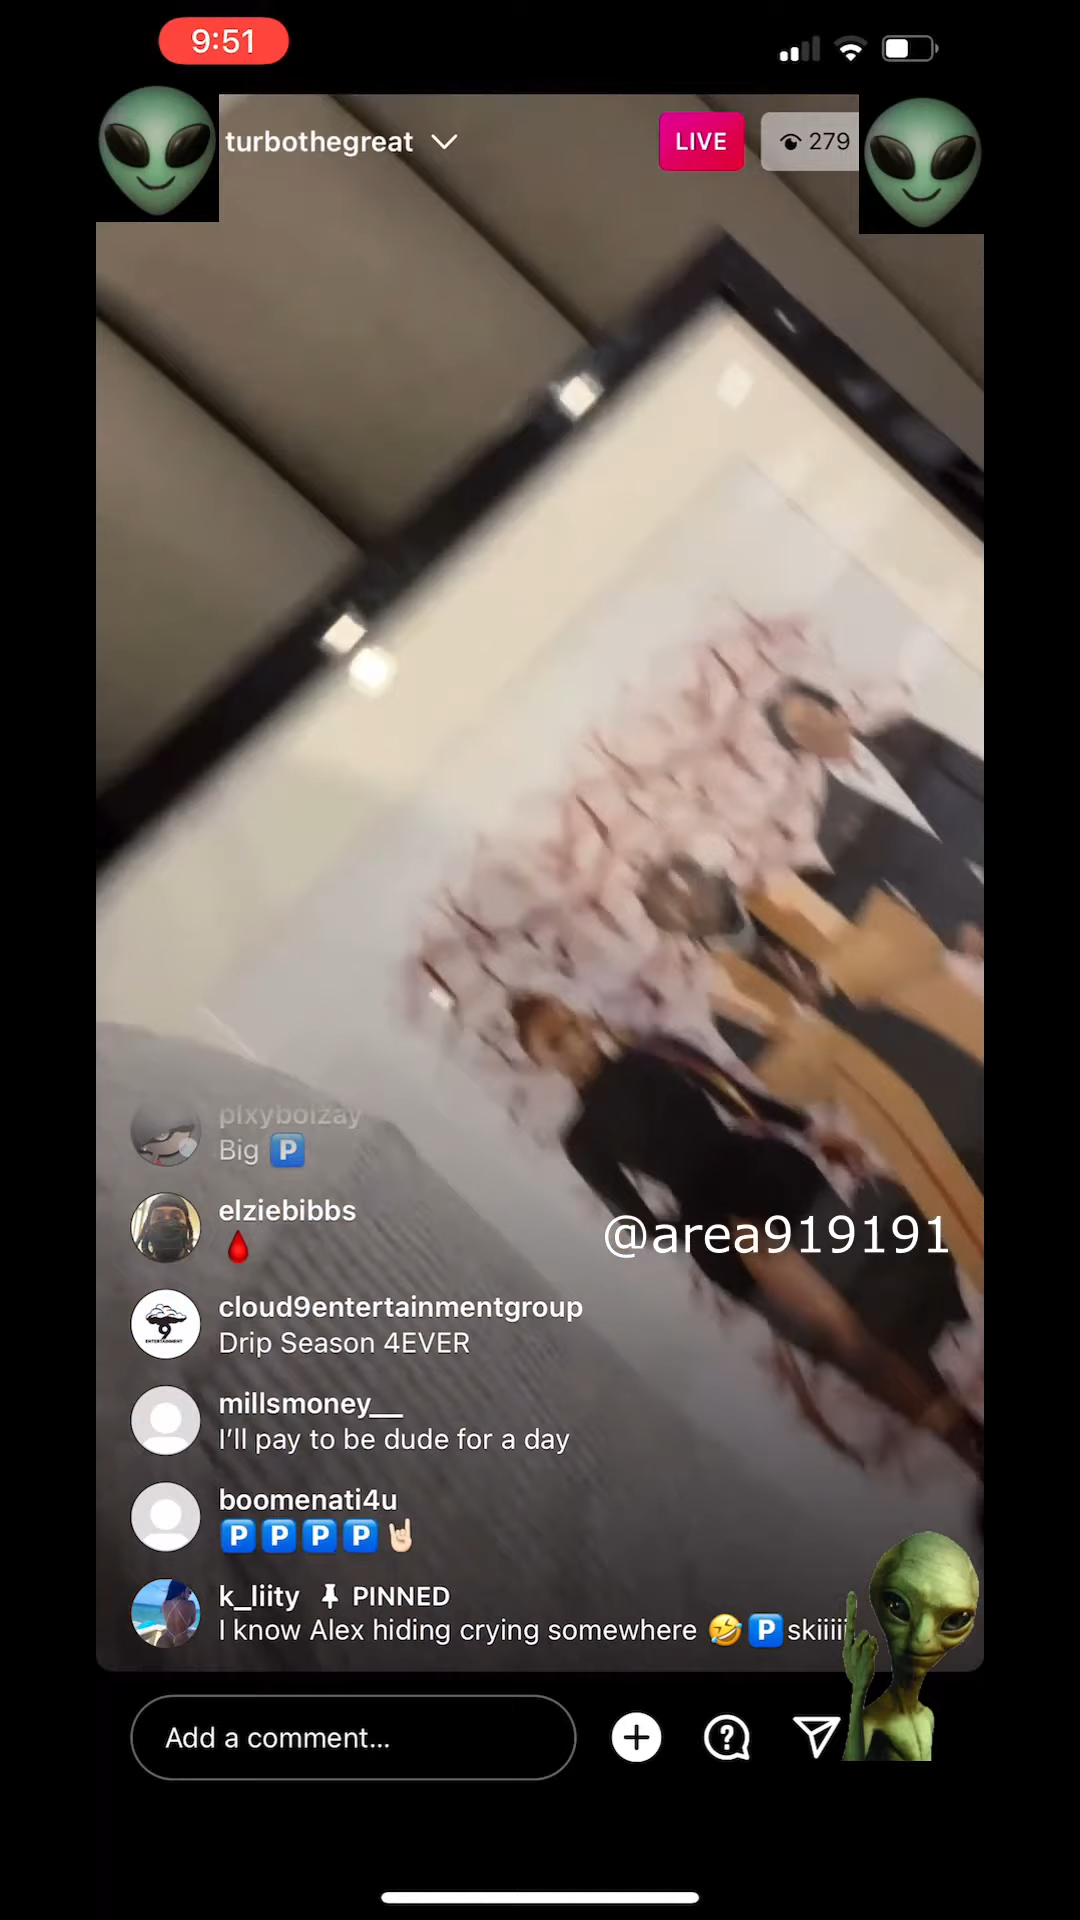 9:51
turbothegreat
LIVE
279
Big 🅿️
elziebibbs
🩸
cloud9entertainmentgroup
Drip Season 4EVER
millsmoney__
I'll pay to be dude for a day
boomenati4u
🅿️🅿️🅿️🅿️🤘🏻
k_liity PINNED
I know Alex hiding crying somewhere 🤣🅿️skiiii
@area919191
Add a comment...